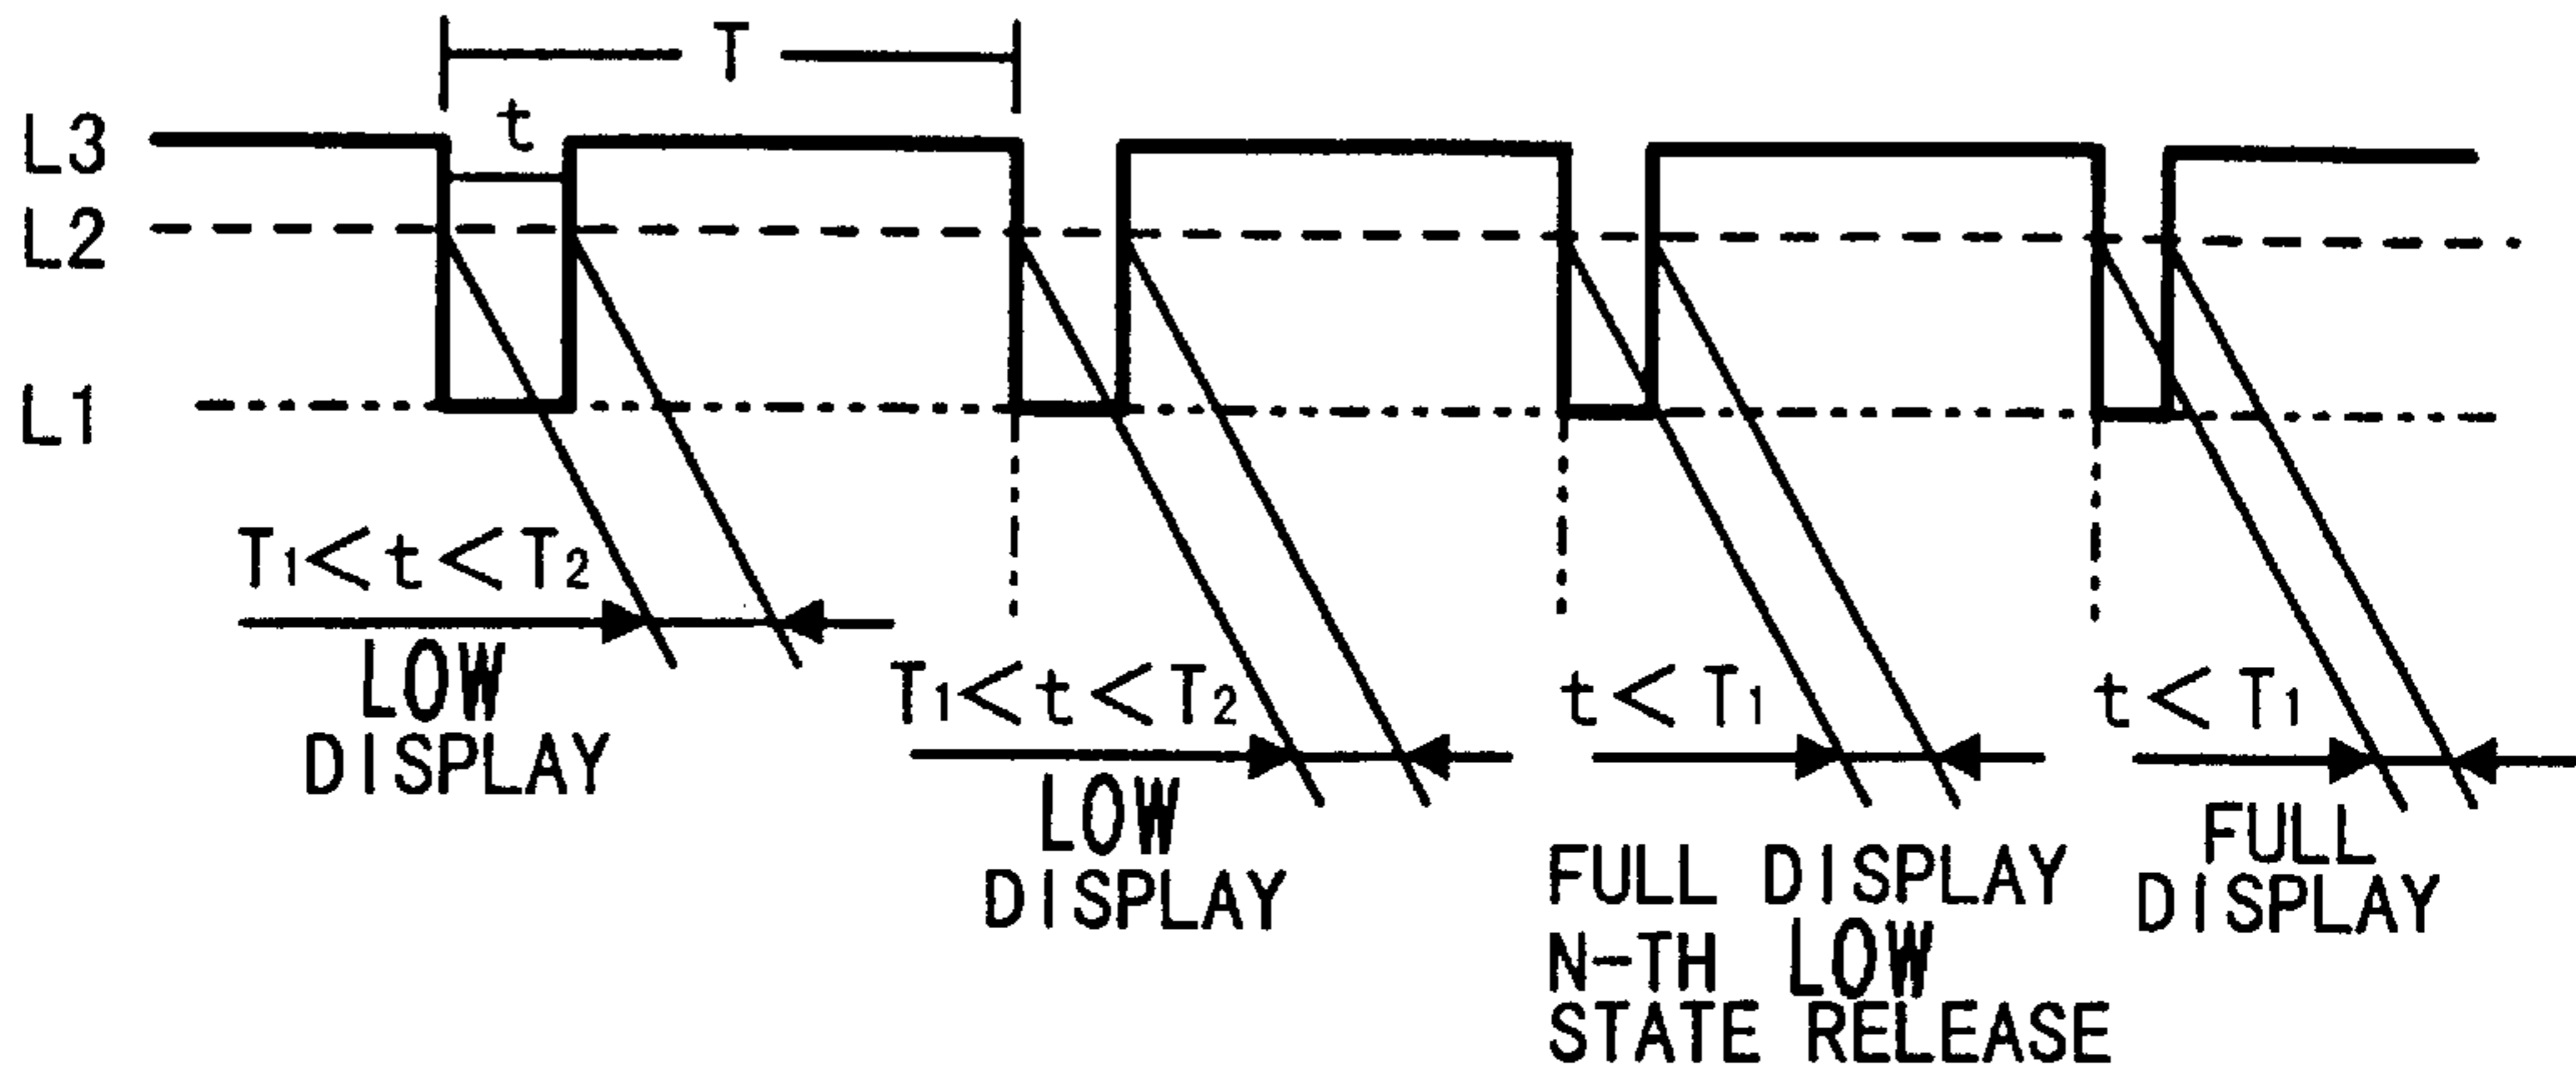 T
t
L3
L2
L1
T₁<t<T₂
LOW
DISPLAY
T₁<t<T₂
LOW
DISPLAY
t<T₁
FULL DISPLAY
N-TH LOW
STATE RELEASE
t<T₁
FULL
DISPLAY